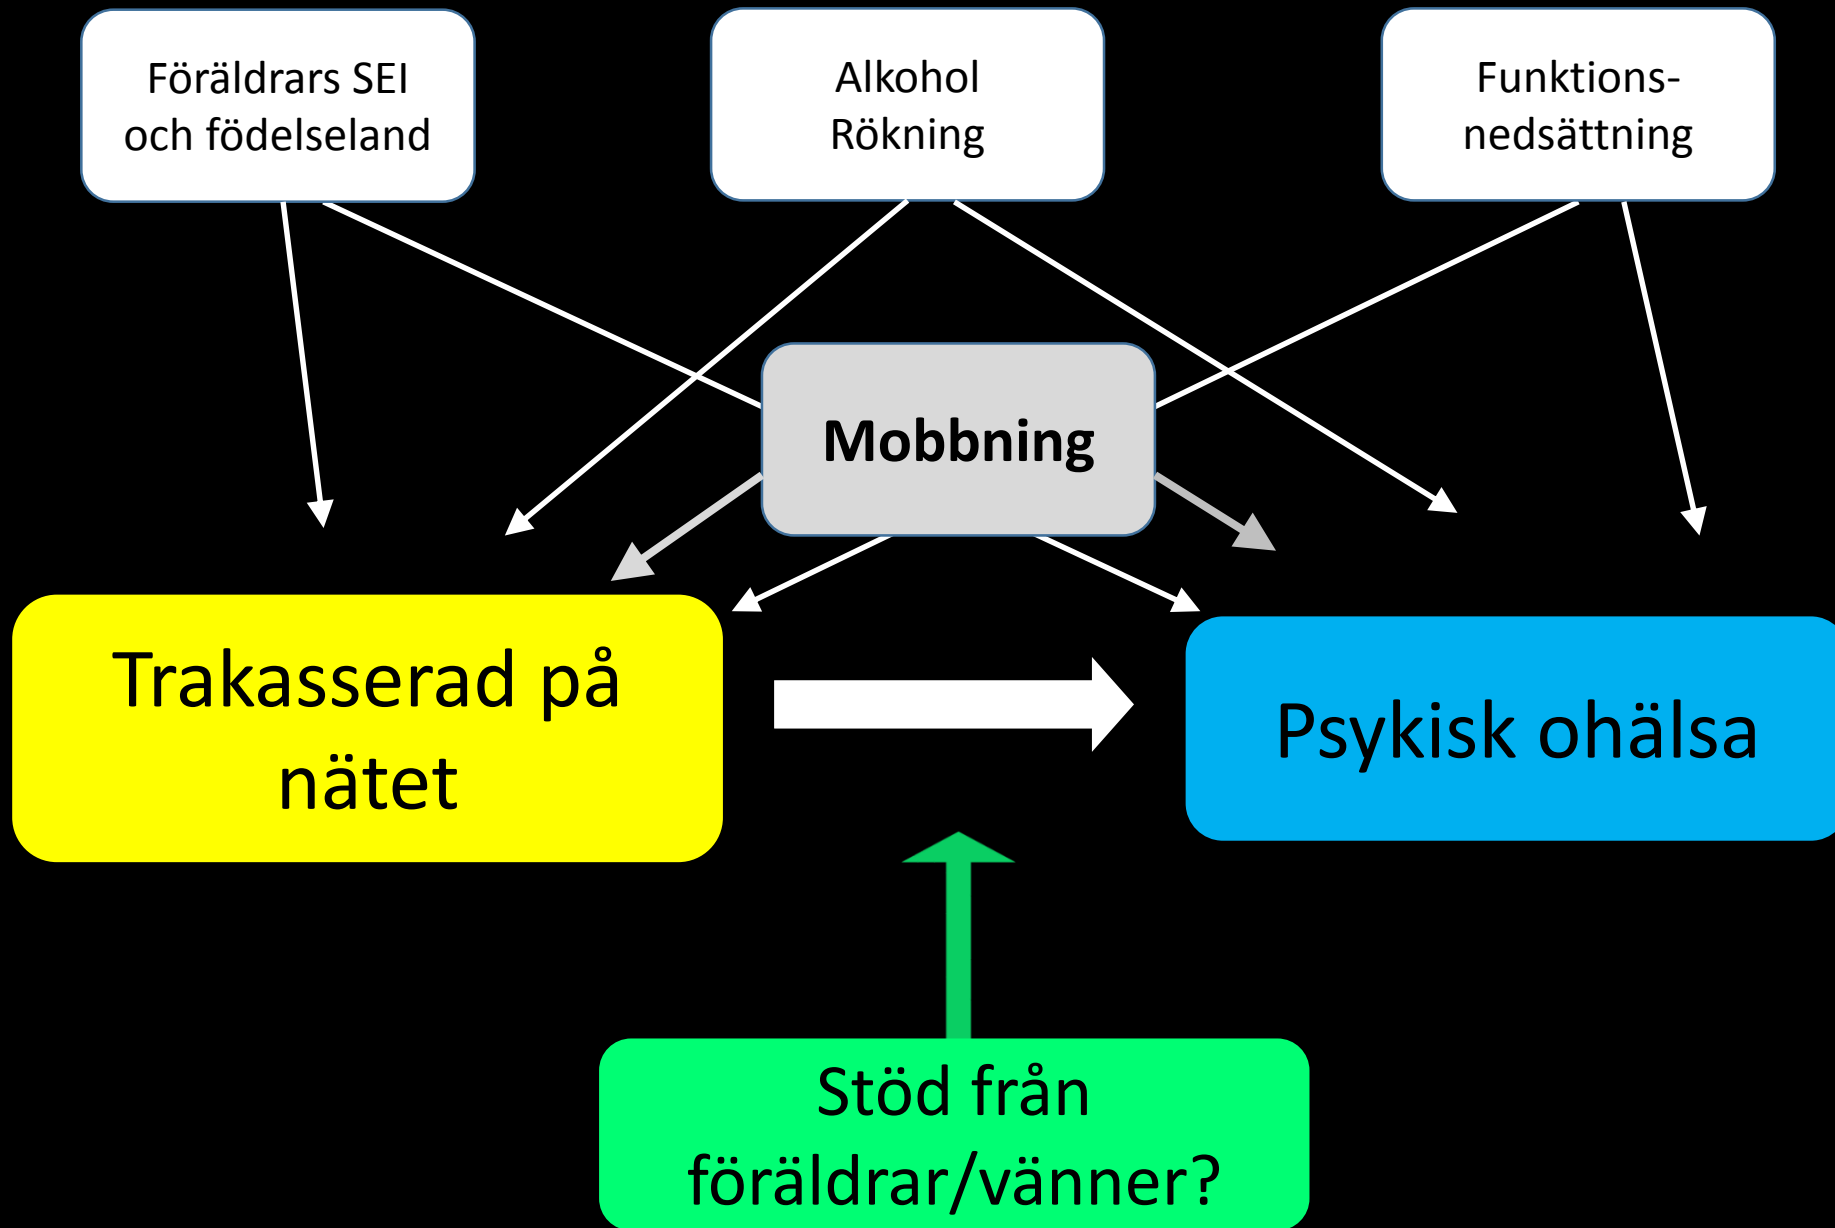 Föräldrars SEI
och födelseland
Alkohol
Rökning
Funktions-
nedsättning
Mobbning
Trakasserad på
nätet
Psykisk ohälsa
Stöd från
föräldrar/vänner?